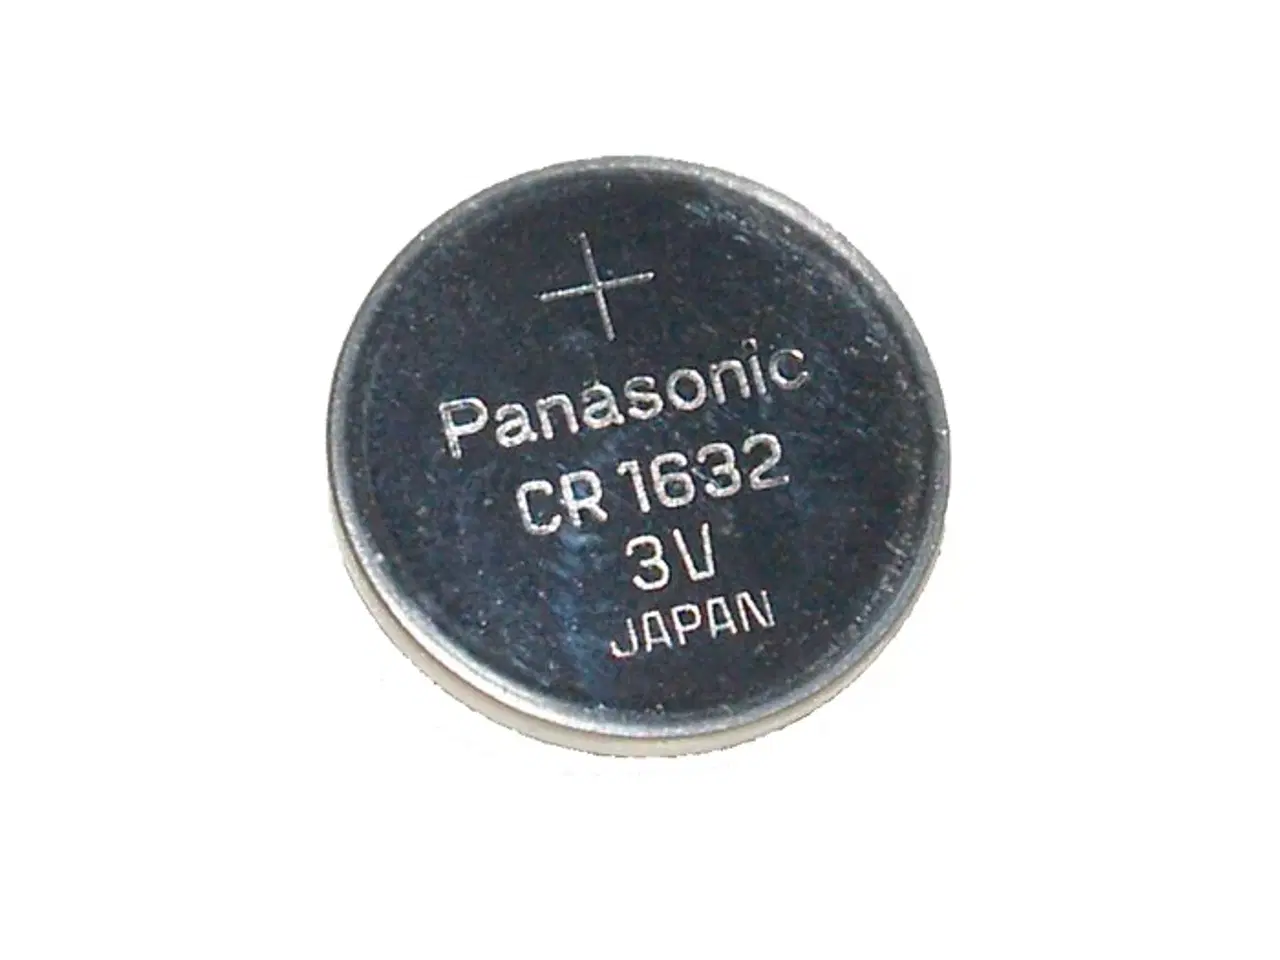 +
Panasonic
CR 1632
3V
JAPAN